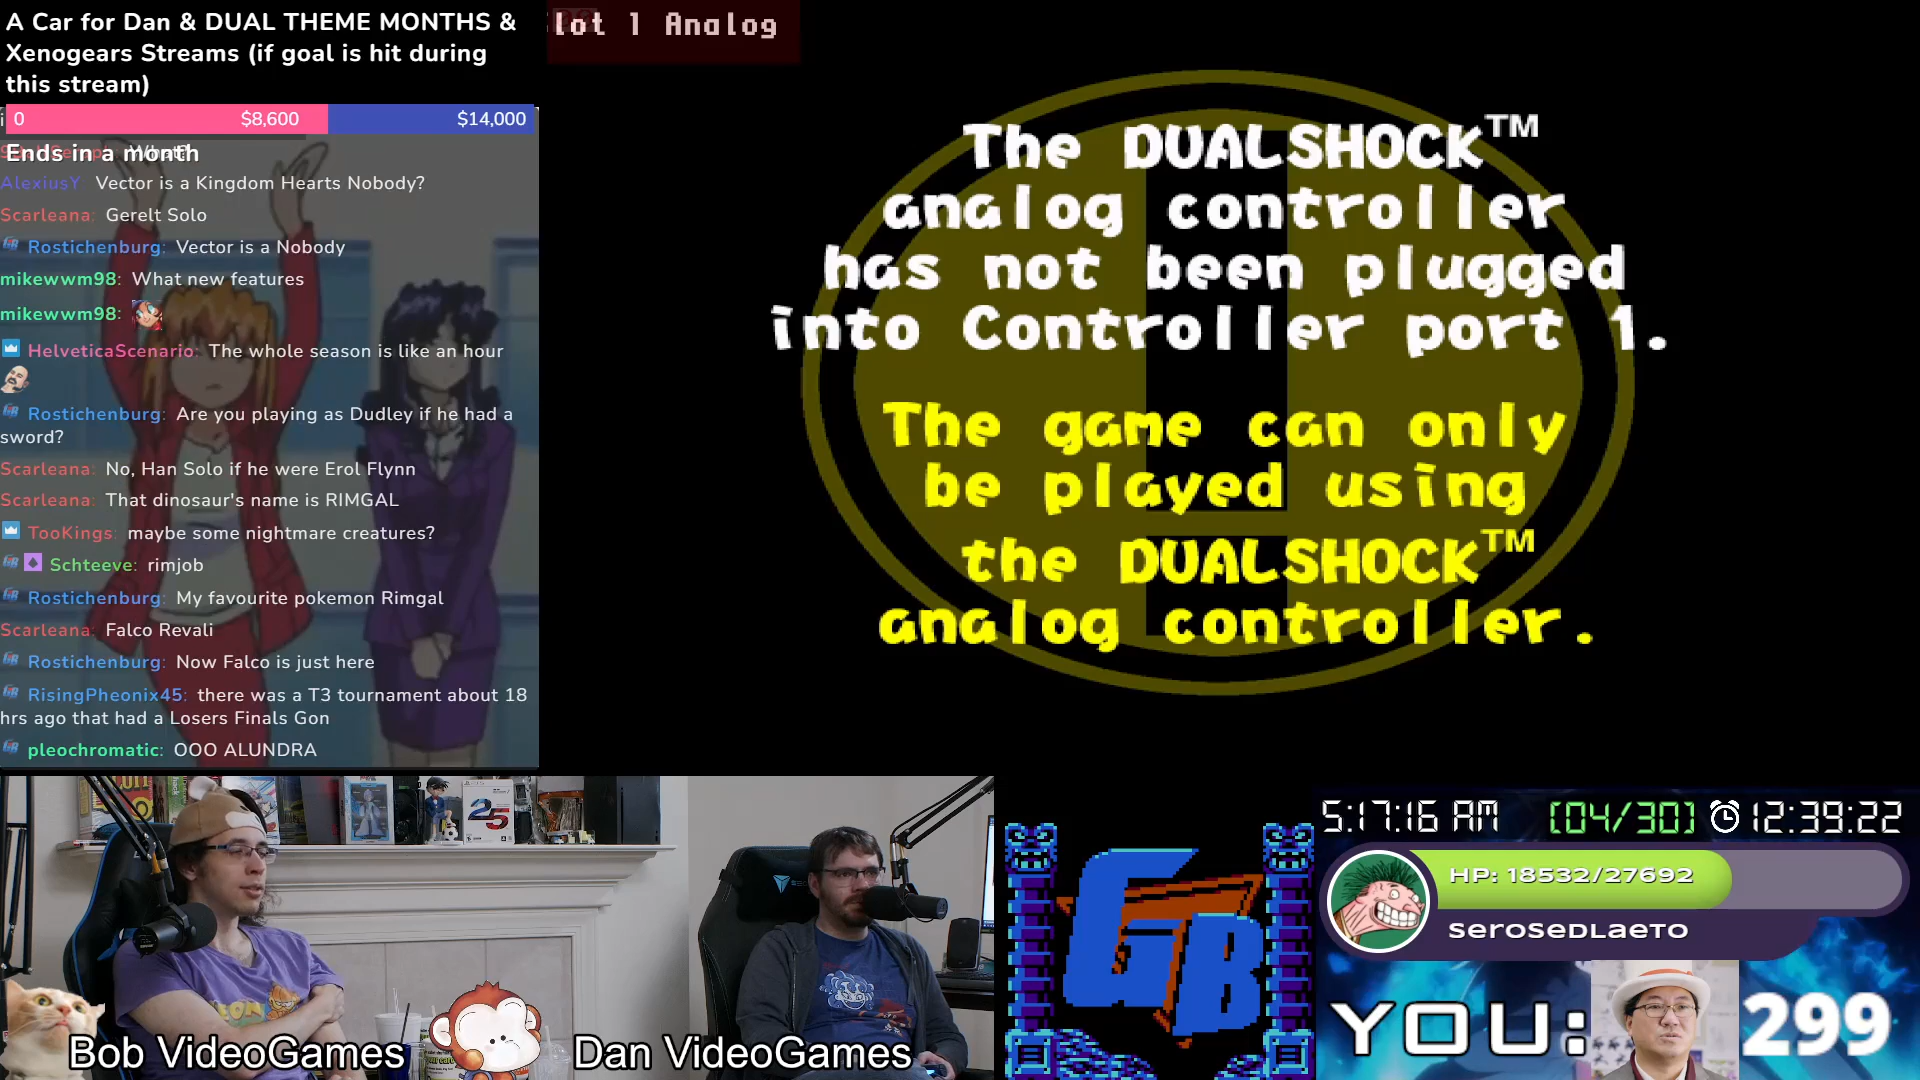 A Car for Dan & DUAL THEME MONTHS &
Xenogears Streams (if goal is hit during
this stream)
0 $8,600 $14,000
Ends in a month
AlexiusY Vector is a Kingdom Hearts Nobody?
Scarleana: Gerelt Solo
Rostichenburg: Vector is a Nobody
mikewwm98: What new features
mikewwm98:
HelveticaScenario: The whole season is like an hour
Rostichenburg: Are you playing as Dudley if he had a
sword?
Scarleana: No, Han Solo if he were Erol Flynn
Scarleana: That dinosaur's name is RIMGAL
TooKings: maybe some nightmare creatures?
Schteeve: rimjob
Rostichenburg: My favourite pokemon Rimgal
Scarleana: Falco Revali
Rostichenburg: Now Falco is just here
RisingPheonix45: there was a T3 tournament about 18
hrs ago that had a Losers Finals Gon
pleochromatic: OOO ALUNDRA
lot 1 Analog
The DUALSHOCK™
analog controller
has not been plugged
into Controller port 1.
The game can only
be played using
the DUALSHOCK™
analog controller.
25
Bob VideoGames
Dan VideoGames
GB
5:17:16 AM [04/30] 12:39:22
HP: 18532/27692
SeroSedLaeto
YOU: 299